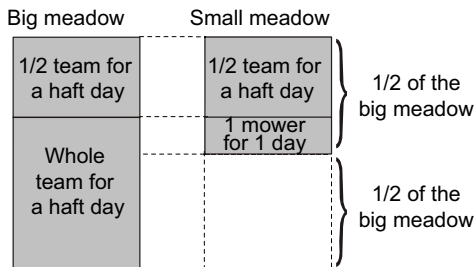 Big meadow
Small meadow
1/2 team for
a haft day
1/2 team for
a haft day
1 mower
for 1 day
Whole
team for
a haft day
1/2 of the
big meadow
1/2 of the
big meadow